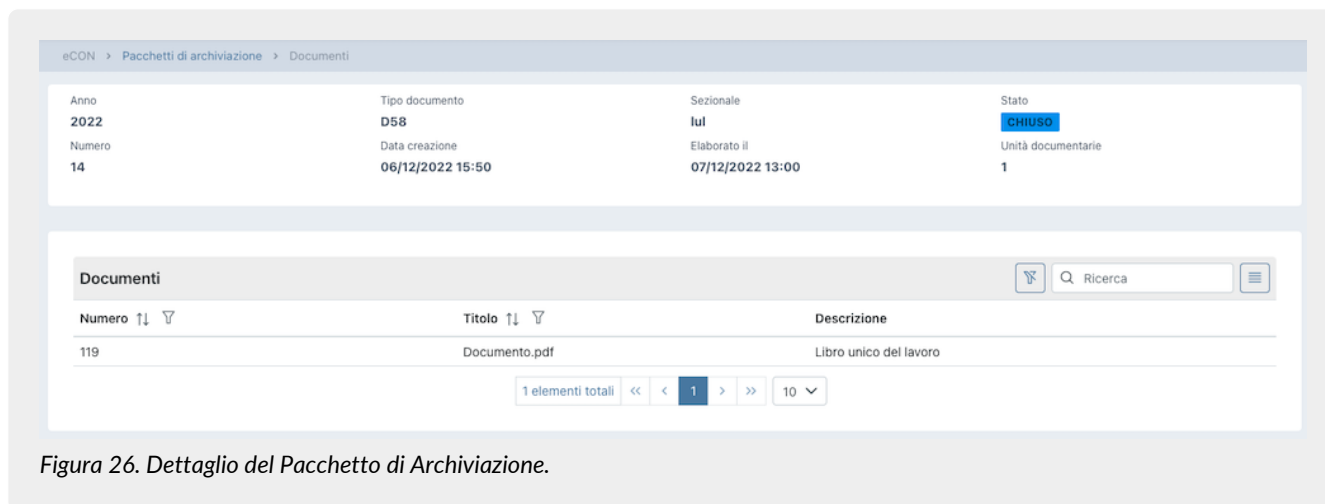 eCON > Pacchetti di archiviazione > Documenti
Anno Tipo documento Sezionale Stato
2022 D58 lul CHIUSO
Numero Data creazione Elaborato il Unità documentarie
14 06/12/2022 15:50 07/12/2022 13:00 1
Documenti Ricerca
Numero Titolo Descrizione
119 Documento.pdf Libro unico del lavoro
1 elementi totali << < 1 > >> 10
Figura 26. Dettaglio del Pacchetto di Archiviazione.